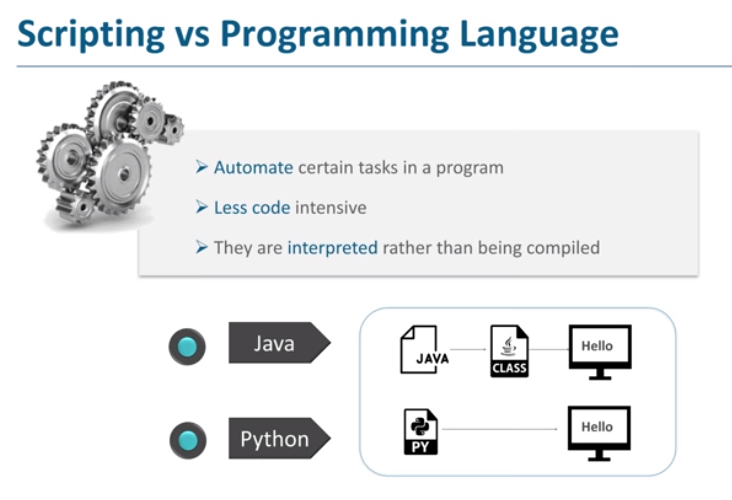 Scripting vs Programming Language
Automate certain tasks in a program
Less code intensive
They are interpreted rather than being compiled
Java
JAVA
CLASS
Hello
Python
PY
Hello